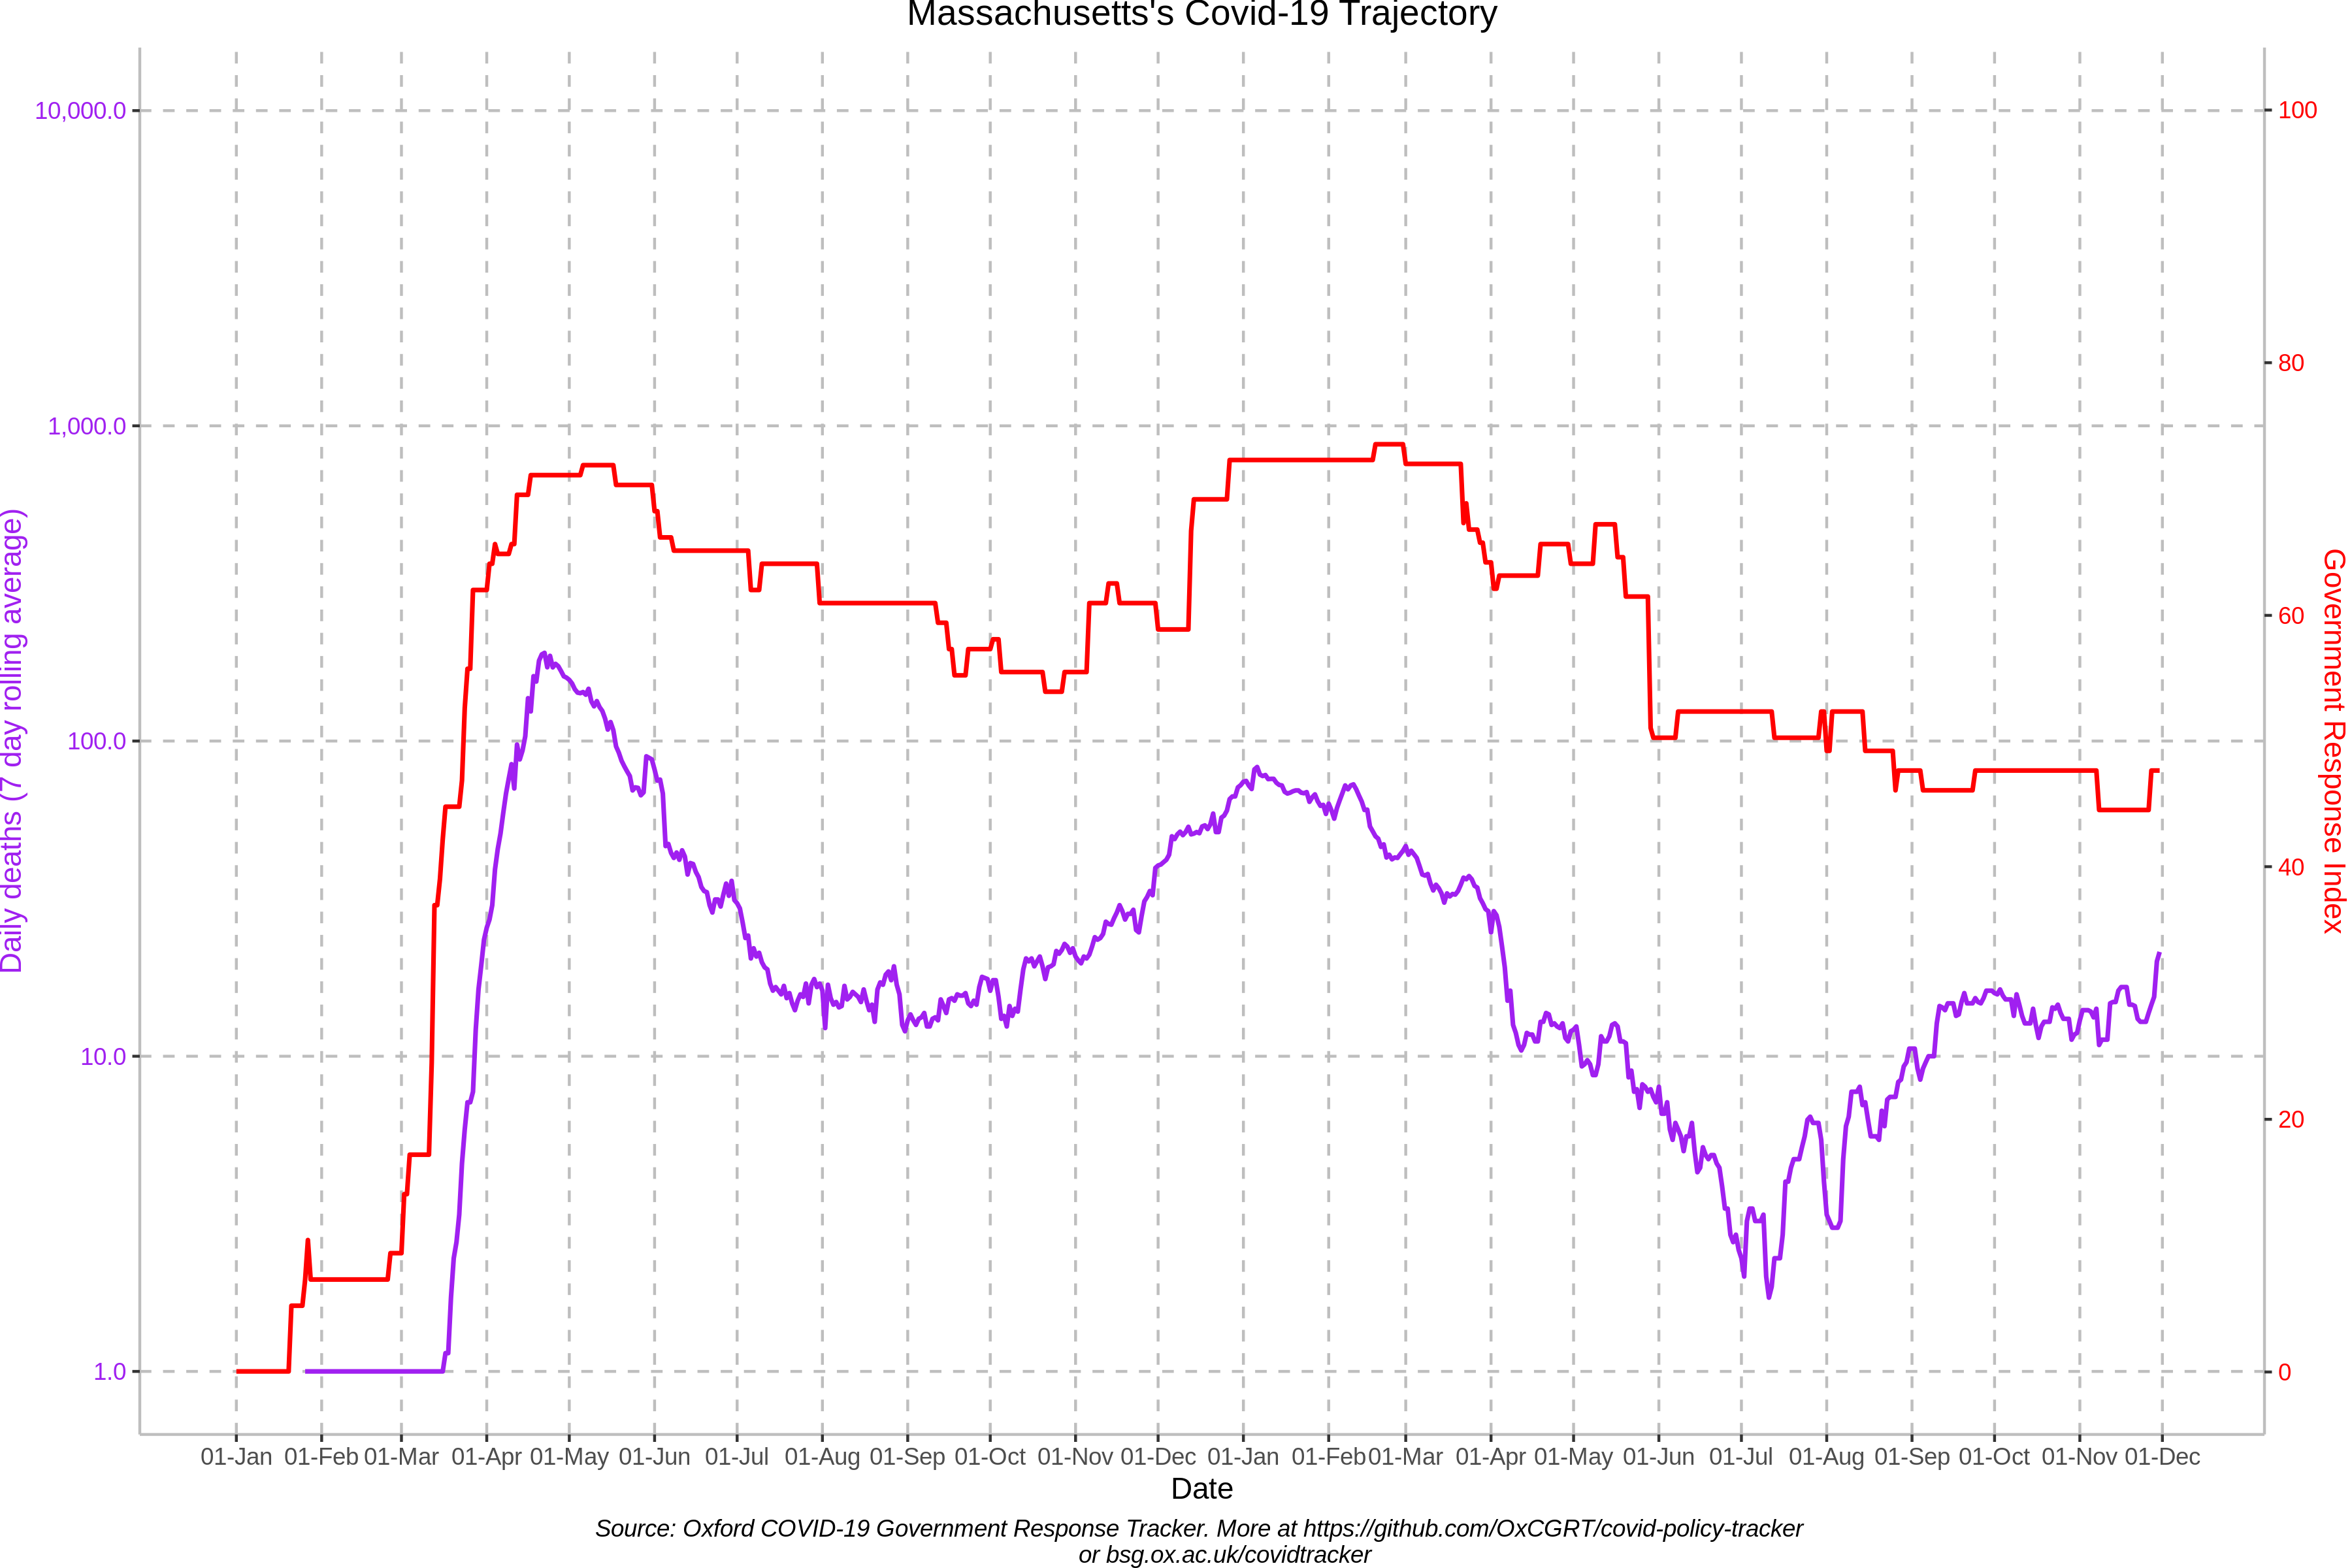 Massachusetts's Covid-19 Trajectory
10,000.0
1,000.0
100.0
10.0
1.0
Daily deaths (7 day rolling average)
100
80
60
40
20
0
Government Response Index
01-Jan 01-Feb 01-Mar 01-Apr 01-May 01-Jun 01-Jul 01-Aug 01-Sep 01-Oct 01-Nov 01-Dec 01-Jan 01-Feb 01-Mar 01-Apr 01-May 01-Jun 01-Jul 01-Aug 01-Sep 01-Oct 01-Nov 01-Dec
Date
Source: Oxford COVID-19 Government Response Tracker. More at https://github.com/OxCGRT/covid-policy-tracker
or bsg.ox.ac.uk/covidtracker